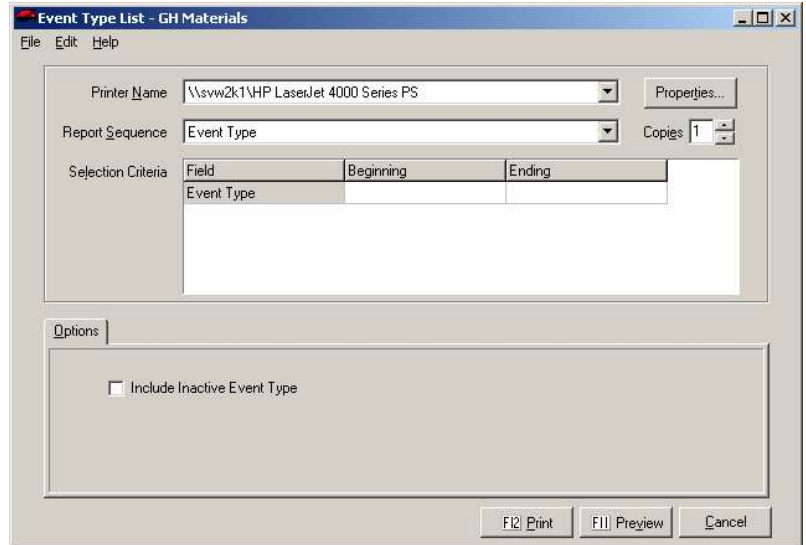 Event Type List - GH Materials
File Edit Help
Printer Name \\svw2k1\HP LaserJet 4000 Series PS Properties...
Report Sequence Event Type Copies 1
Selection Criteria Field Beginning Ending
Event Type
Options
Include Inactive Event Type
F12 Print F11 Preview Cancel